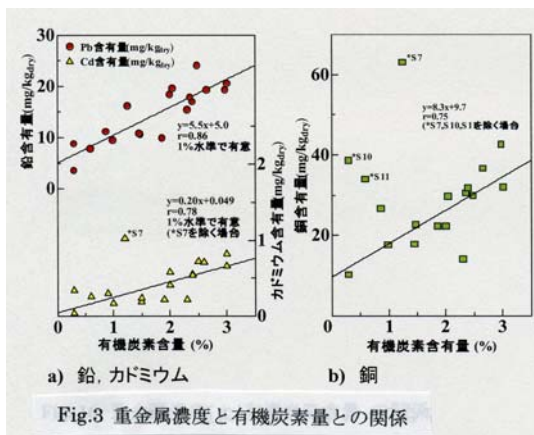 Pb含有量(mg/kgdry)
Cd含有量(mg/kgdry)
鉛含有量(mg/kgdry)
30
20
10
0
y=5.5x+5.0
r=0.86
1%水準で有意
2
y=0.20x+0.049
r=0.78
1%水準で有意
(*S7を除く場合)
*S7
1
0
カドミウム含有量(mg/kgdry)
0 1 2 3
有機炭素含量 (%)
a) 鉛, カドミウム
銅含有量(mg/kgdry)
60
40
20
*S7
y=8.3x+9.7
r=0.75
(*S7,S10,S1を除く場合
*S10
*S11
0 1 2 3
有機炭素含有量 (%)
b) 銅
Fig.3 重金属濃度と有機炭素量との関係